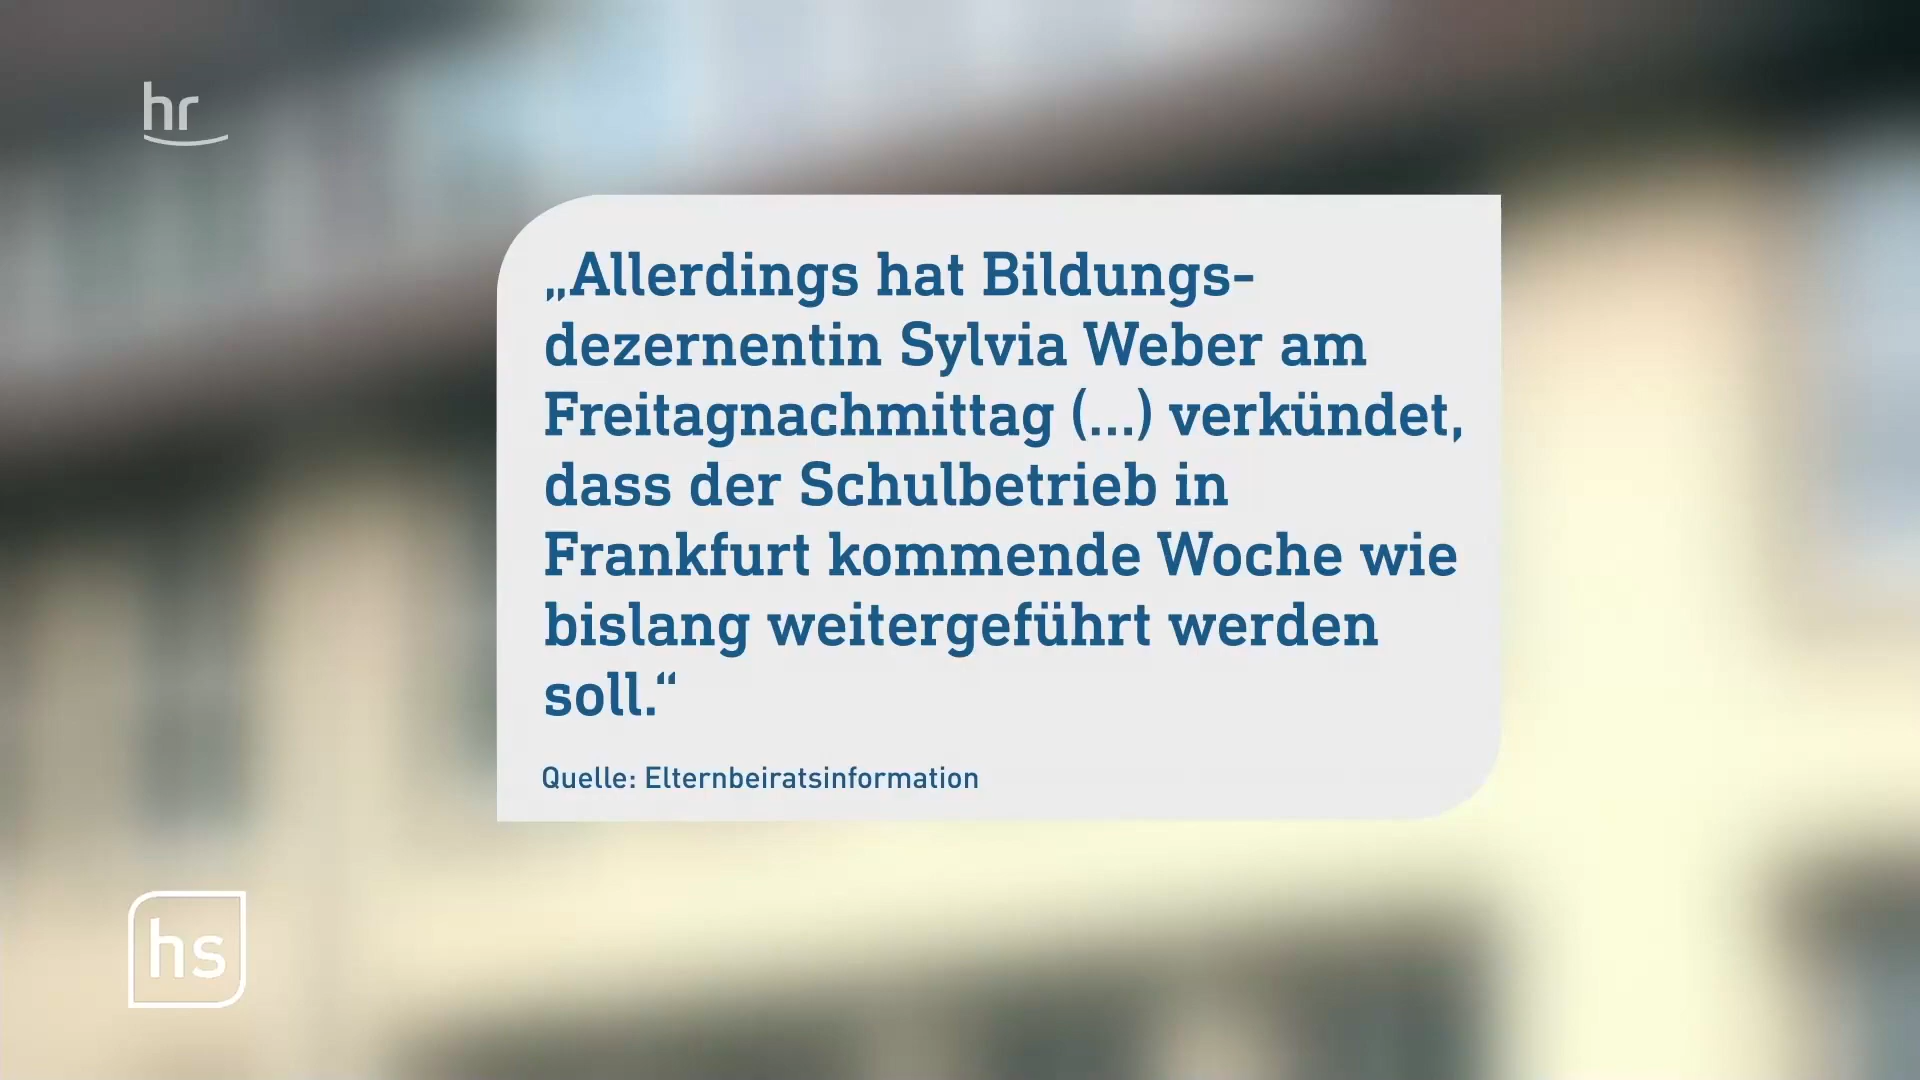 hr
„Allerdings hat Bildungs-
dezernentin Sylvia Weber am
Freitagnachmittag (...) verkündet,
dass der Schulbetrieb in
Frankfurt kommende Woche wie
bislang weitergeführt werden
soll.“
Quelle: Elternbeiratsinformation
hs